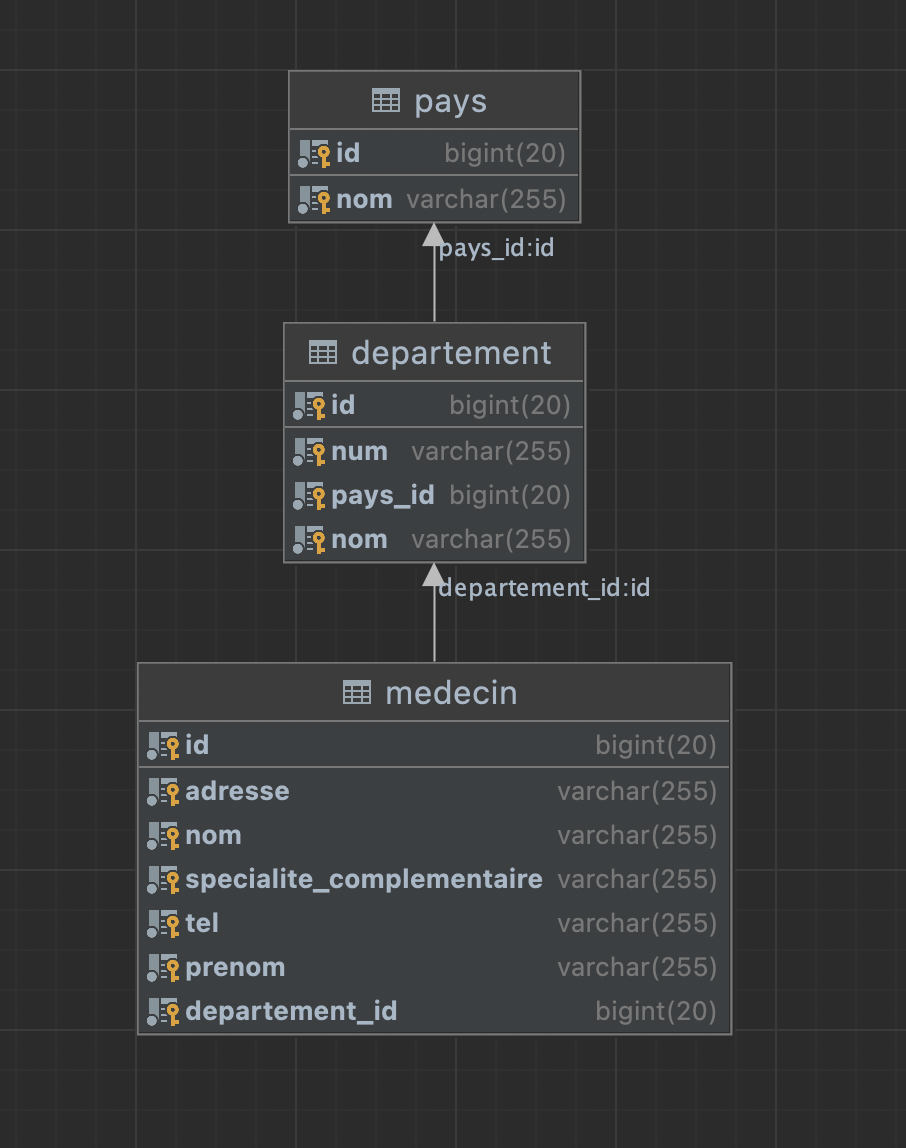 pays
id bigint(20)
nom varchar(255)
pays_id:id
departement
id bigint(20)
num varchar(255)
pays_id bigint(20)
nom varchar(255)
departement_id:id
medecin
id bigint(20)
adresse varchar(255)
nom varchar(255)
specialite_complementaire varchar(255)
tel varchar(255)
prenom varchar(255)
departement_id bigint(20)